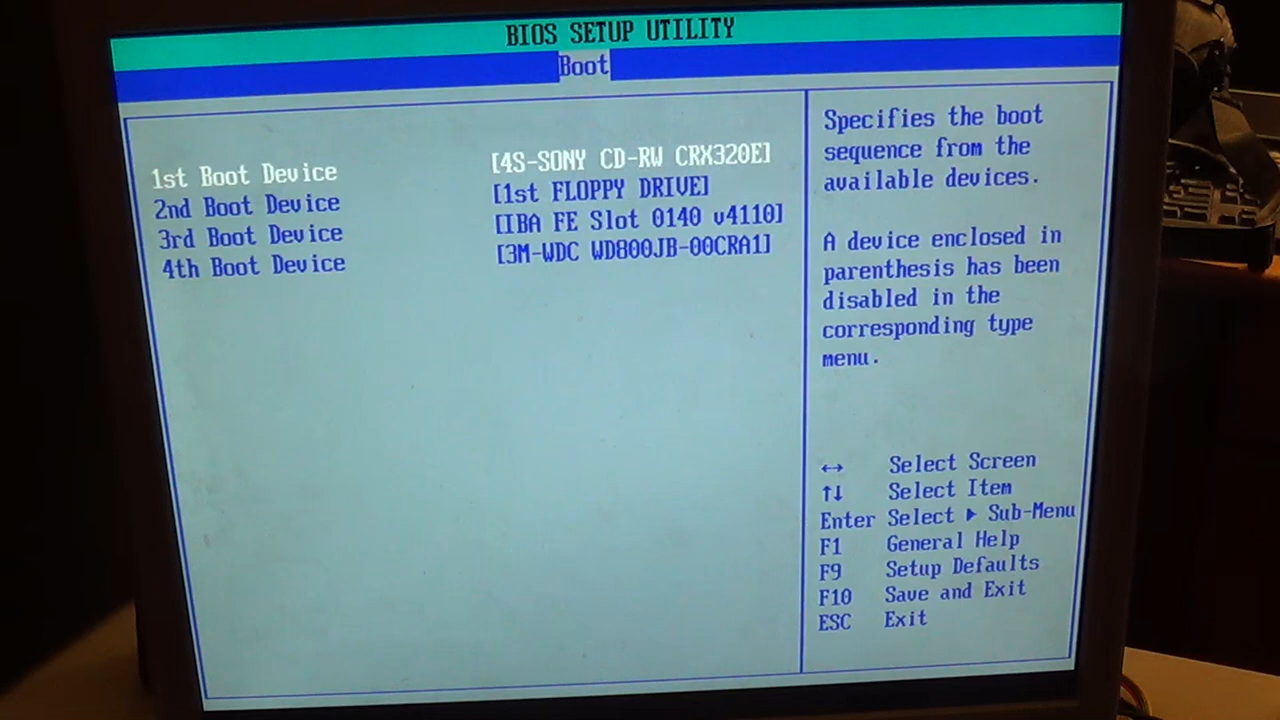 BIOS SETUP UTILITY
Boot
1st Boot Device [4S-SONY CD-RW CRX320E]
2nd Boot Device [1st FLOPPY DRIVE]
3rd Boot Device [IBA FE Slot 0140 v4110]
4th Boot Device [3M-WDC WD800JB-00CRA1]
Specifies the boot
sequence from the
available devices.
A device enclosed in
parenthesis has been
disabled in the
corresponding type
menu.
↔ Select Screen
↑↓ Select Item
Enter Select ▶ Sub-Menu
F1 General Help
F9 Setup Defaults
F10 Save and Exit
ESC Exit